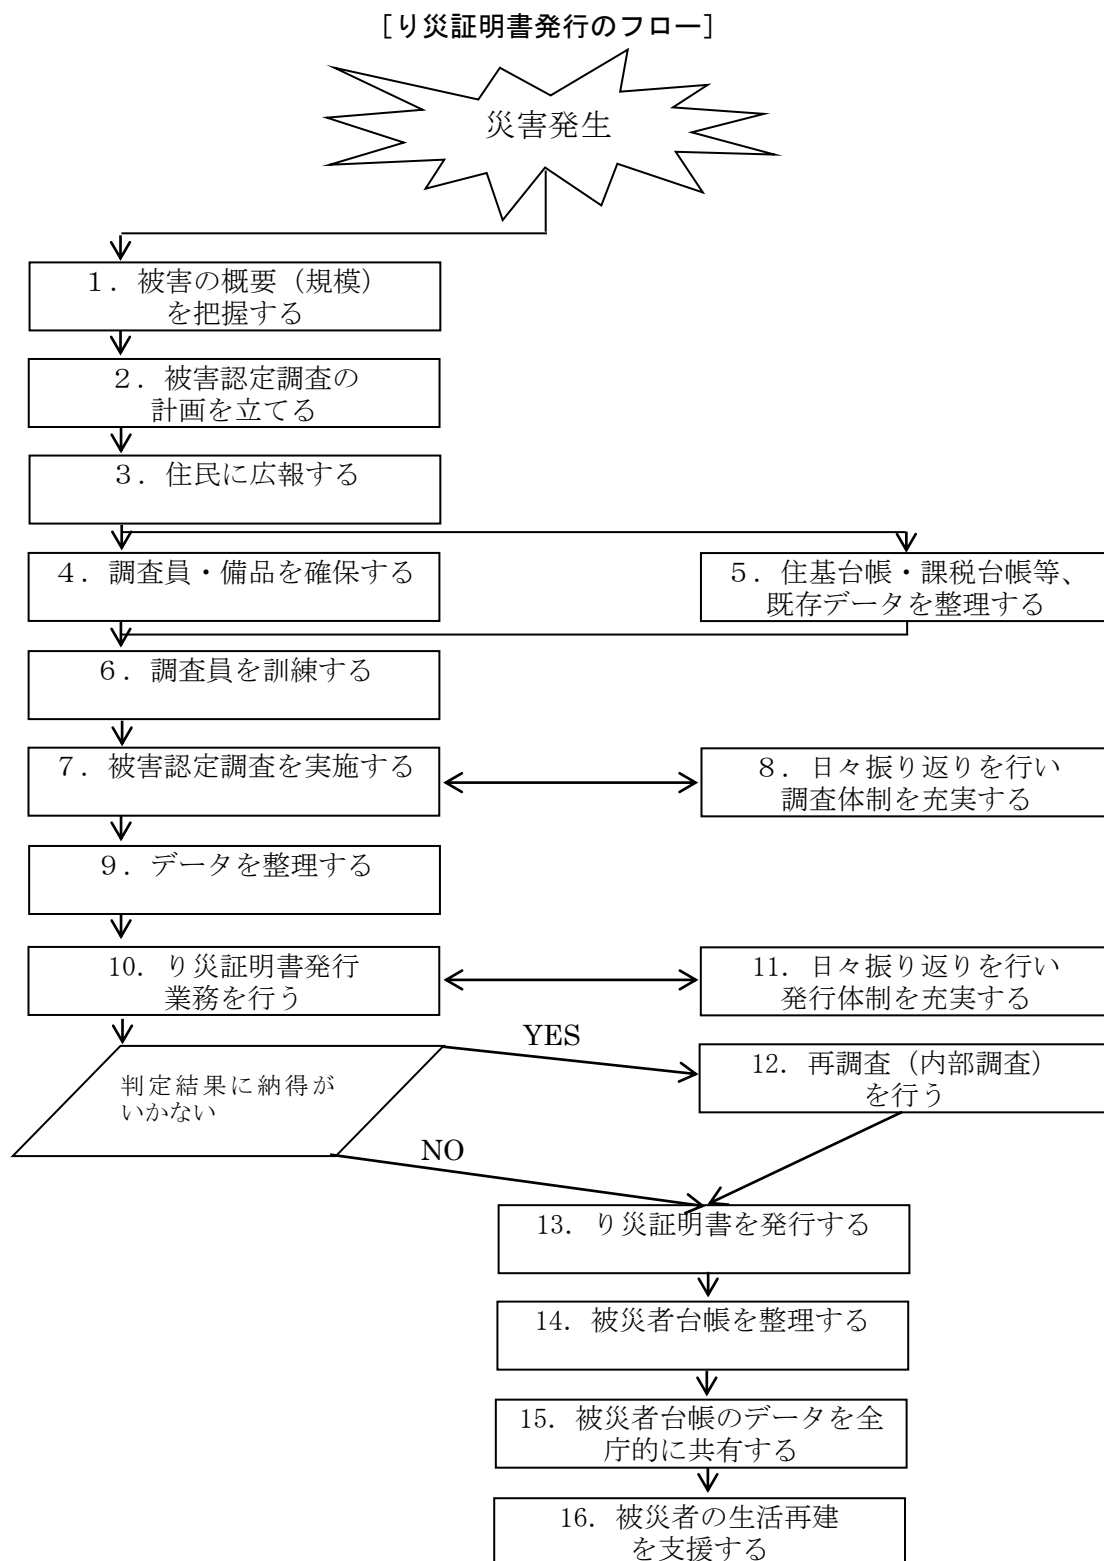 ［り災証明書発行のフロー］
災害発生
１．被害の概要（規模）
を把握する
２．被害認定調査の
計画を立てる
３．住民に広報する
４．調査員・備品を確保する
５．住基台帳・課税台帳等、
既存データを整理する
６．調査員を訓練する
７．被害認定調査を実施する
８．日々振り返りを行い
調査体制を充実する
９．データを整理する
10．り災証明書発行
業務を行う
11．日々振り返りを行い
発行体制を充実する
YES
12．再調査（内部調査）
を行う
判定結果に納得が
いかない
NO
13．り災証明書を発行する
14．被災者台帳を整理する
15．被災者台帳のデータを全
庁的に共有する
16．被災者の生活再建
を支援する